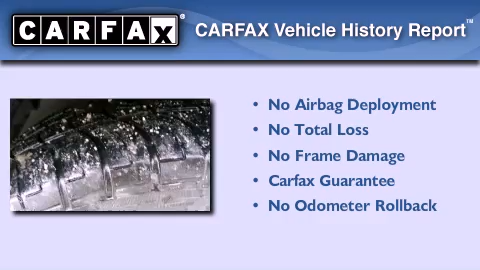 CARFAX® CARFAX Vehicle History Report™
• No Airbag Deployment
• No Total Loss
• No Frame Damage
• Carfax Guarantee
• No Odometer Rollback